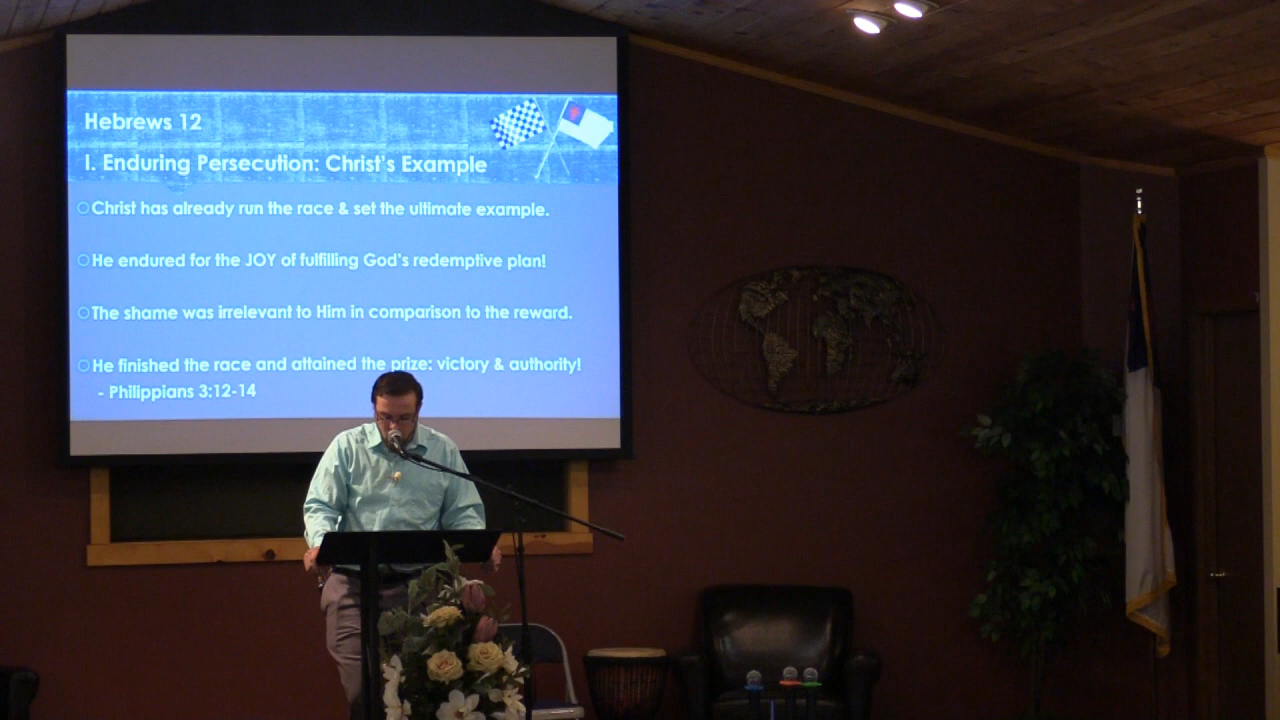 Hebrews 12
I. Enduring Persecution: Christ's Example
Christ has already run the race & set the ultimate example.
He endured for the JOY of fulfilling God's redemptive plan!
The shame was irrelevant to Him in comparison to the reward.
He finished the race and attained the prize: victory & authority!
- Philippians 3:12-14